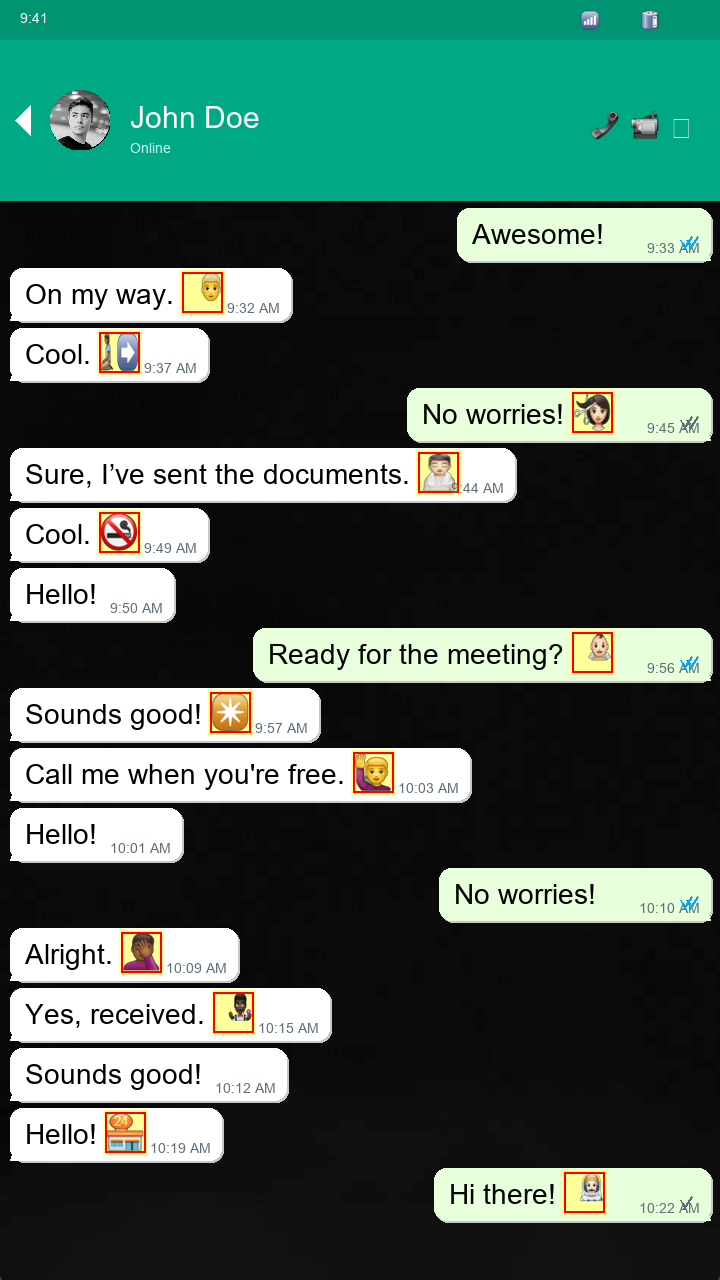 9:41
John Doe
Online
Awesome! 9:33 AM
On my way. 9:32 AM
Cool. 9:37 AM
No worries! 9:45 AM
Sure, I’ve sent the documents. 9:44 AM
Cool. 9:49 AM
Hello! 9:50 AM
Ready for the meeting? 9:56 AM
Sounds good! 9:57 AM
Call me when you're free. 10:03 AM
Hello! 10:01 AM
No worries! 10:10 AM
Alright. 10:09 AM
Yes, received. 10:15 AM
Sounds good! 10:12 AM
Hello! 24 10:19 AM
Hi there! 10:22 AM